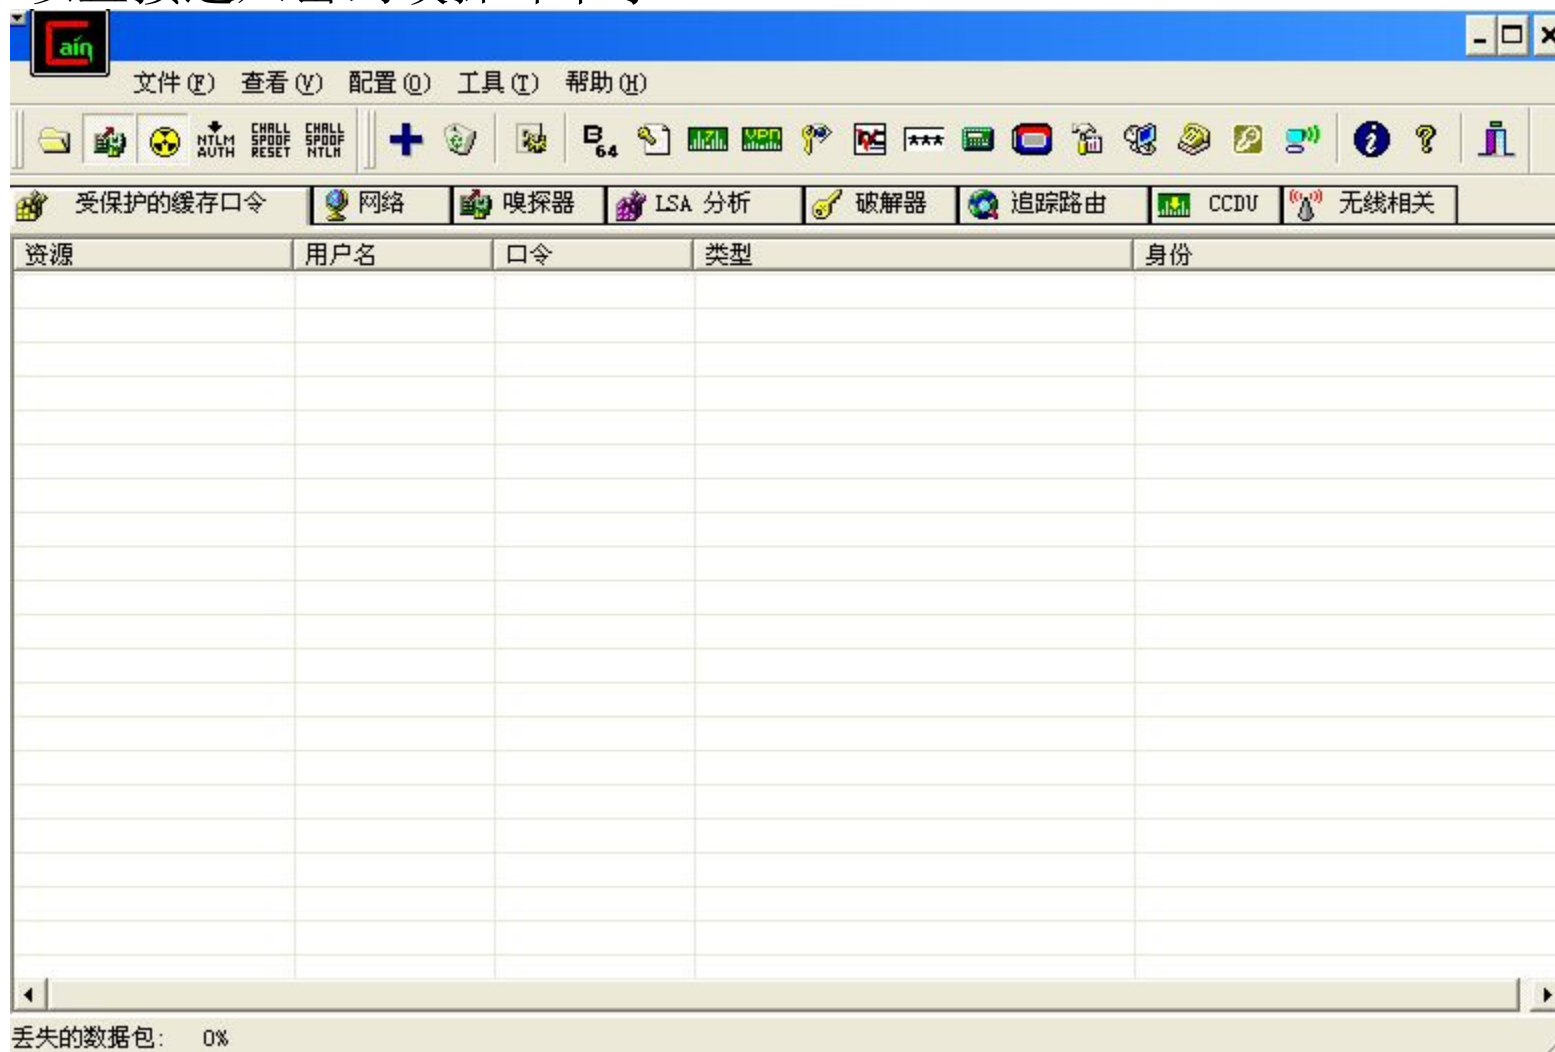 Cain
文件(F) 查看(V) 配置(O) 工具(T) 帮助(H)
NTLM AUTH CHALL SPOOF RESET CHALL SPOOF NTLM B64 VPN ***
受保护的缓存口令 网络 嗅探器 LSA 分析 破解器 追踪路由 CCDU 无线相关
资源 用户名 口令 类型 身份
丢失的数据包: 0%